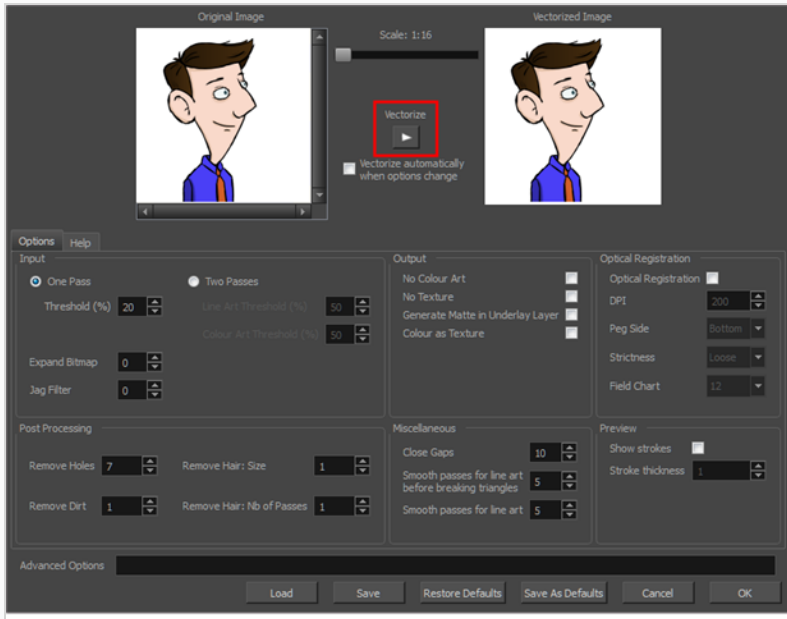 Original Image
Scale: 1:16
Vectorized Image
Vectorize
Vectorize automatically
when options change
Options
Help
Input
One Pass
Two Passes
Threshold (%) 20
Line Art Threshold (%) 50
Colour Art Threshold (%) 50
Expand Bitmap 0
Jag Filter 0
Output
No Colour Art
No Texture
Generate Matte in Underlay Layer
Colour as Texture
Optical Registration
Optical Registration
DPI 200
Peg Side Bottom
Strictness Loose
Field Chart 12
Post Processing
Remove Holes 7
Remove Hair: Size 1
Remove Dirt 1
Remove Hair: Nb of Passes 1
Miscellaneous
Close Gaps 10
Smooth passes for line art
before breaking triangles 5
Smooth passes for line art 5
Preview
Show strokes
Stroke thickness 1
Advanced Options
Load Save Restore Defaults Save As Defaults Cancel OK